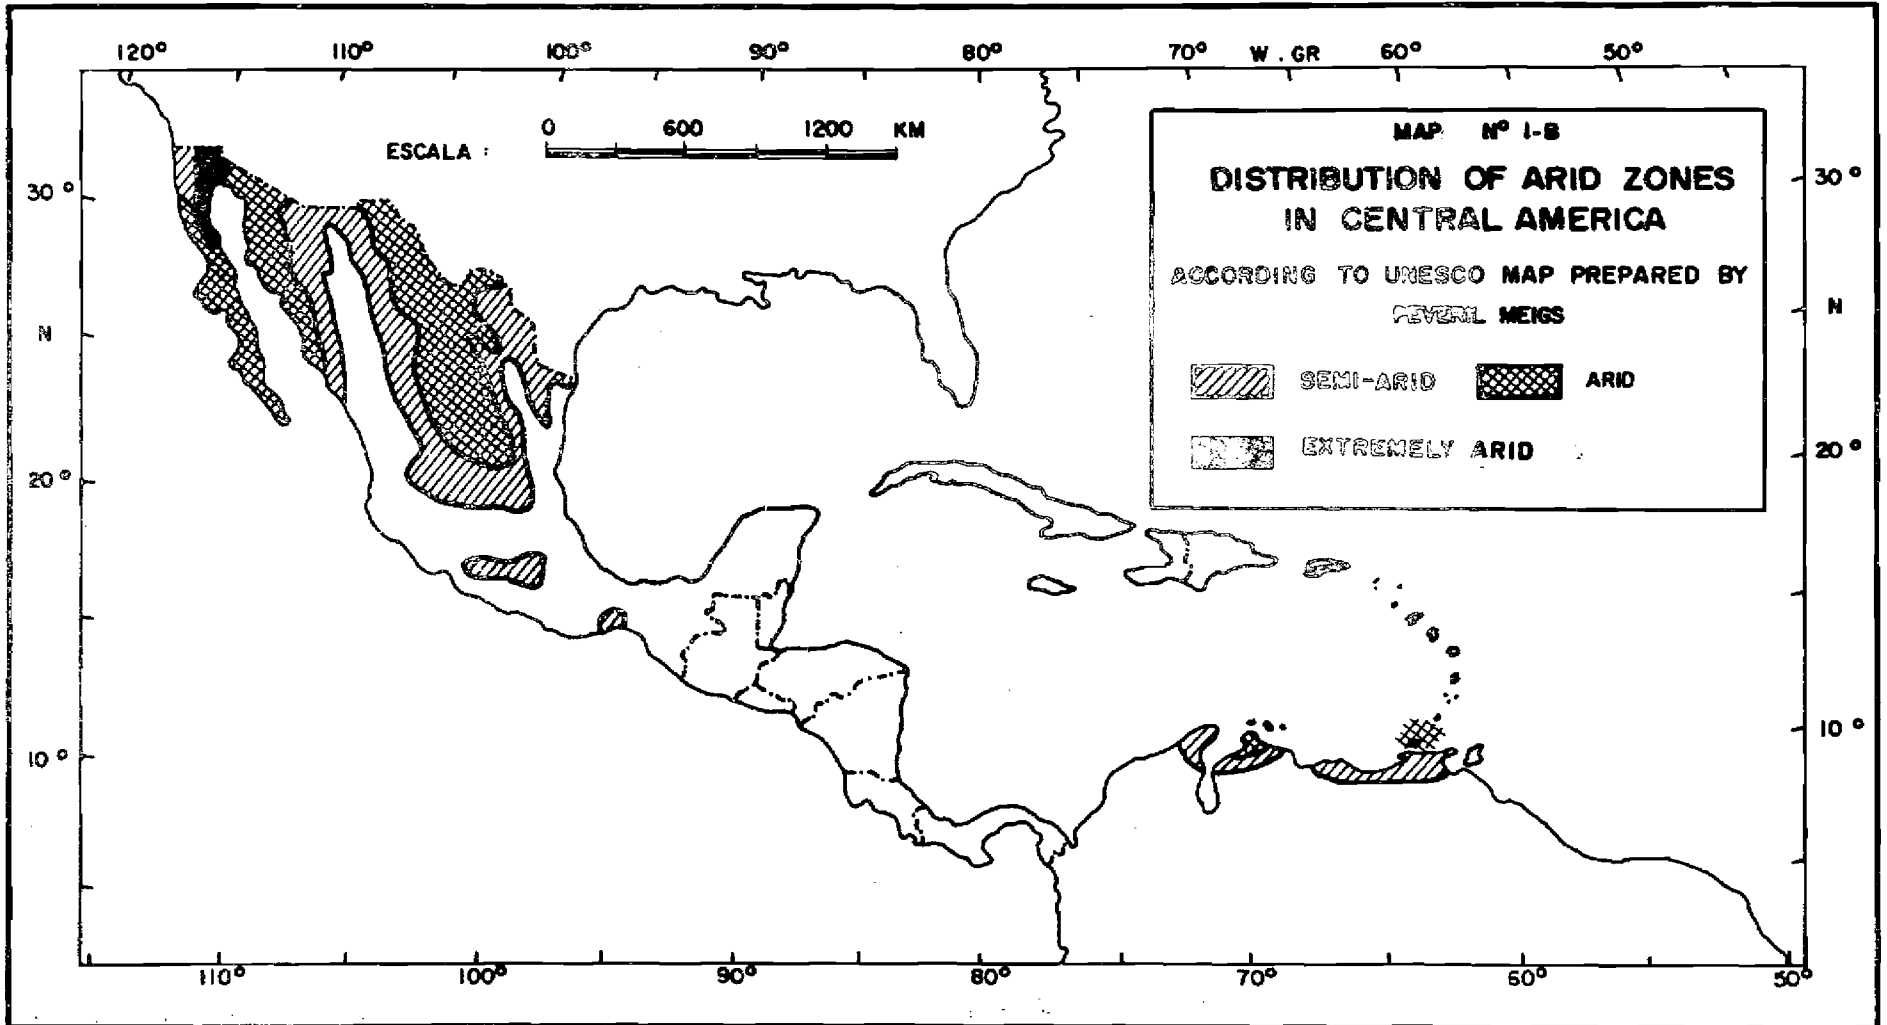 120° 110° 100° 90° 80° 70° W.GR 60° 50°
ESCALA : 0 600 1200 KM
MAP Nº 1-B
DISTRIBUTION OF ARID ZONES
IN CENTRAL AMERICA
ACCORDING TO UNESCO MAP PREPARED BY
PEVERIL MEIGS
SEMI-ARID ARID
EXTREMELY ARID
30° 30°
N N
20° 20°
10° 10°
110° 100° 90° 80° 70° 60° 50°